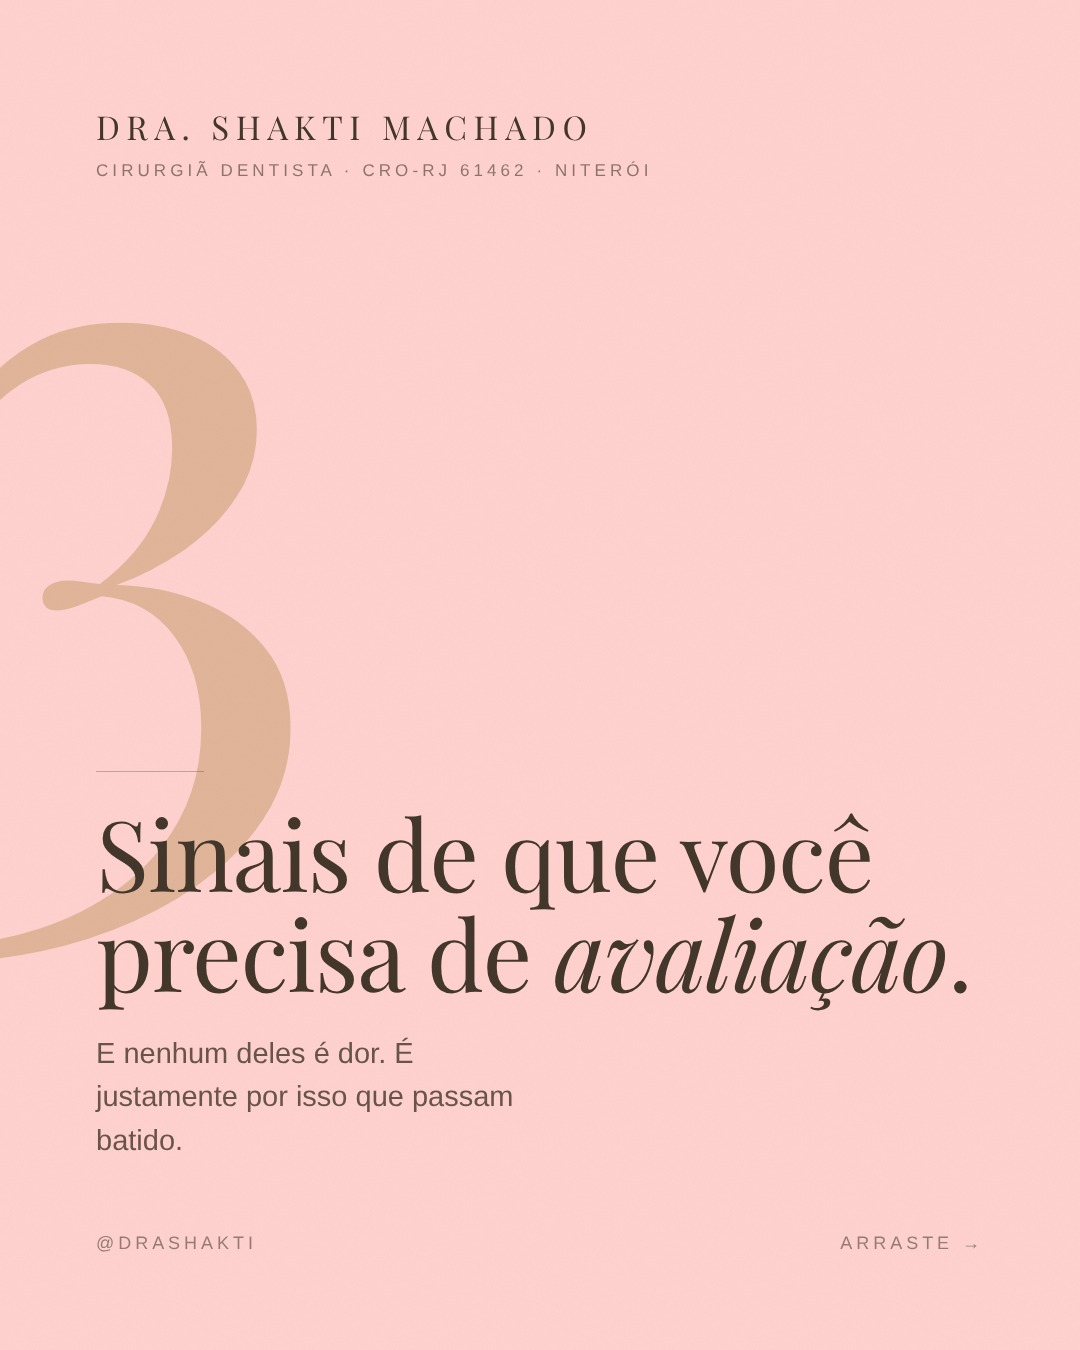 DRA. SHAKTI MACHADO
CIRURGIÃ DENTISTA · CRO-RJ 61462 · NITERÓI
3
Sinais de que você
precisa de avaliação.
E nenhum deles é dor. É
justamente por isso que passam
batido.
@DRASHAKTI
ARRASTE →